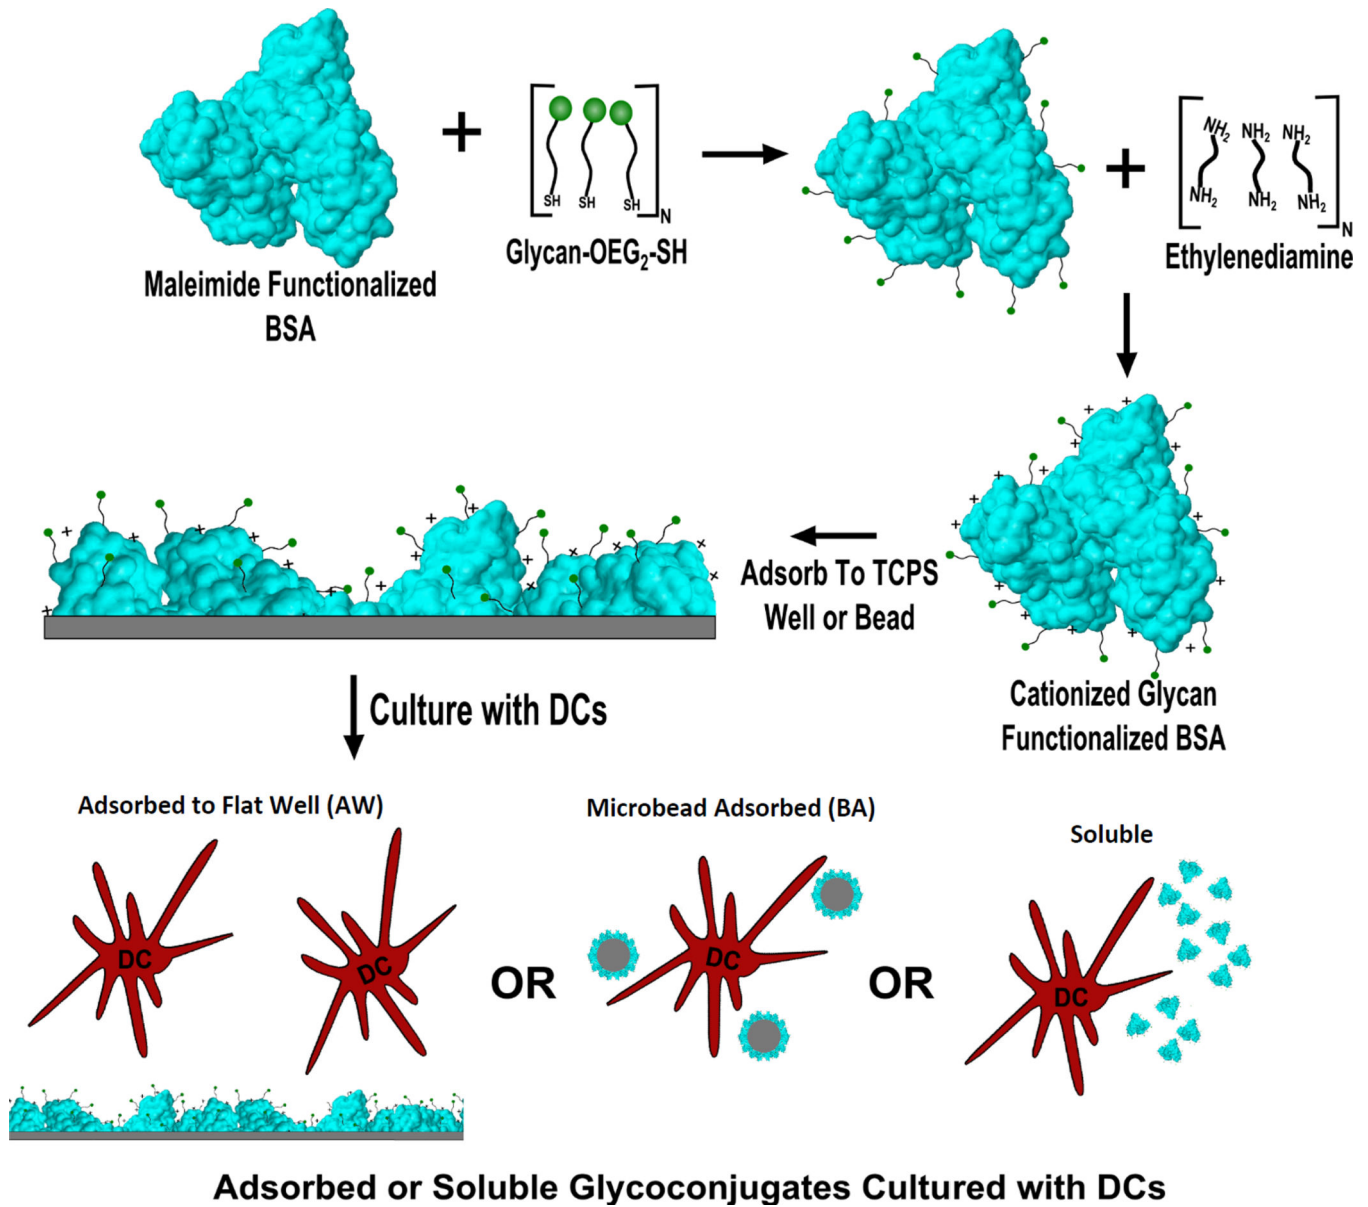 +
SH SH SH
N
Maleimide Functionalized
BSA
Glycan-OEG₂-SH
+
NH₂ NH₂ NH₂
NH₂ NH₂ NH₂
N
Ethylenediamine
Adsorb To TCPS
Well or Bead
Cationized Glycan
Functionalized BSA
Culture with DCs
Adsorbed to Flat Well (AW)
Microbead Adsorbed (BA)
Soluble
DC
DC
OR
DC
OR
DC
Adsorbed or Soluble Glycoconjugates Cultured with DCs